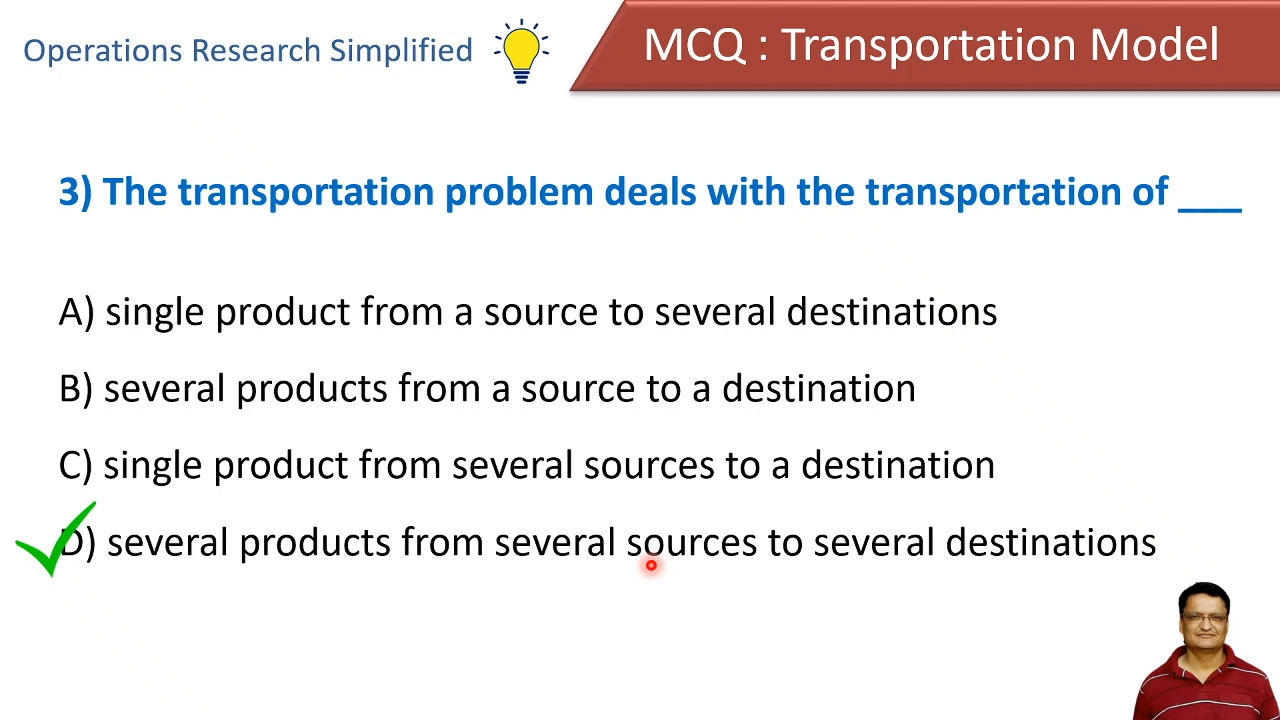 Operations Research Simplified
MCQ : Transportation Model
3) The transportation problem deals with the transportation of ___
A) single product from a source to several destinations
B) several products from a source to a destination
C) single product from several sources to a destination
D) several products from several sources to several destinations